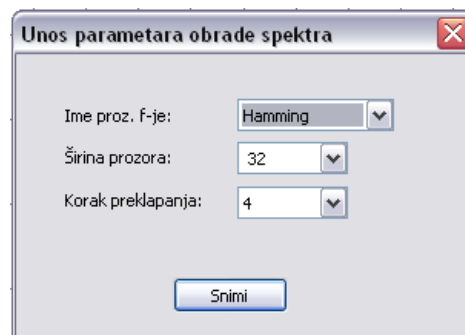 Unos parametara obrade spektra
Ime proz. f-je: Hamming
Širina prozora: 32
Korak preklapanja: 4
Snimi